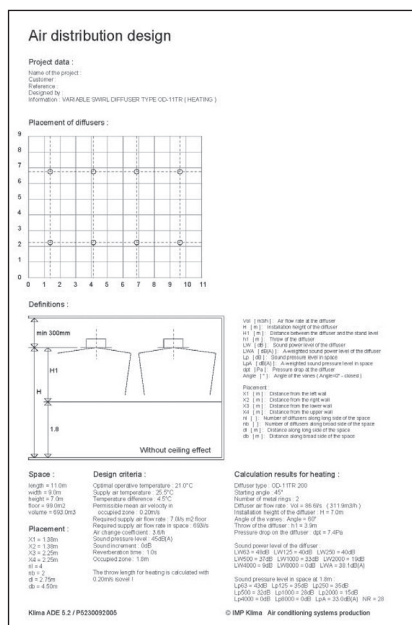 Air distribution design
Project data :
Name of the project :
Customer :
Reference :
Designed by :
Information : VARIABLE SWIRL DIFFUSER TYPE OD-11TR ( HEATING )
Placement of diffusers :
9
8
7
6
5
4
3
2
1
0
0 1 2 3 4 5 6 7 8 9 10 11
Definitions :
min 300mm
H1
H
1.8
Without ceiling effect
Vol [ m3/h ] : Air flow rate at the diffuser
H [ m ] : Installation height of the diffuser
H1 [ m ] : Distance between the diffuser and the stand level
h1 [ m ] : Throw of the diffuser
LW [ dB ] : Sound power level of the diffuser
LWA [ dB(A) ] : A-weighted sound power level of the diffuser
Lp [ dB ] : Sound pressure level in space
LpA [ dB(A) ] : A-weighted sound pressure level in space
dpt [ Pa ] : Pressure drop at the diffuser
Angle [ ° ] : Angle of the vanes ( Angle=0° - closed )
Placement :
X1 [ m ] : Distance from the left wall
X2 [ m ] : Distance from the right wall
X3 [ m ] : Distance from the lower wall
X4 [ m ] : Distance from the upper wall
nl [ ] : Number of diffusers along long side of the space
nb [ ] : Number of diffusers along broad side of the space
dl [ m ] : Distance along long side of the space
db [ m ] : Distance along broad side of the space
Space :
length = 11.0m
width = 9.0m
height = 7.0m
floor = 99.0m2
volume = 693.0m3
Placement :
X1 = 1.38m
X2 = 1.38m
X3 = 2.25m
X4 = 2.25m
nl = 4
nb = 2
dl = 2.75m
db = 4.50m
Design criteria :
Optimal operative temperature : 21.0°C
Supply air temperature : 25.5°C
Temperature difference : 4.5°C
Permissible mean air velocity in
occupied zone : 0.20m/s
Required supply air flow rate : 7.0l/s m2 floor
Required supply air flow rate in space : 693l/s
Air change coefficient : 3.6/h
Sound pressure level : 45dB(A)
Sound increment : 0dB
Reverberation time : 1.0s
Occupied zone : 1.8m
The throw length for heating is calculated with
0.20m/s isovel !
Calculation results for heating :
Diffuser type : OD-11TR 200
Starting angle : 45°
Number of metal rings : 2
Diffuser air flow rate : Vol = 86.6l/s ( 311.9m3/h )
Installation height of the diffuser : H = 7.0m
Angle of the vanes : Angle = 60°
Throw of the diffuser : h1 = 3.9m
Pressure drop on the diffuser : dpt = 7.4Pa
Sound power level of the diffuser :
LW63 = 48dB LW125 = 40dB LW250 = 40dB
LW500 = 37dB LW1000 = 33dB LW2000 = 19dB
LW4000 = 9dB LW8000 = 0dB LWA = 38.1dB(A)
Sound pressure level in space at 1.8m :
Lp63 = 43dB Lp125 = 35dB Lp250 = 35dB
Lp500 = 32dB Lp1000 = 28dB Lp2000 = 15dB
Lp4000 = 0dB Lp8000 = 0dB LpA = 33.0dB(A) NR = 28
Klima ADE 5.2 / P5230092005
© IMP Klima Air conditioning systems production